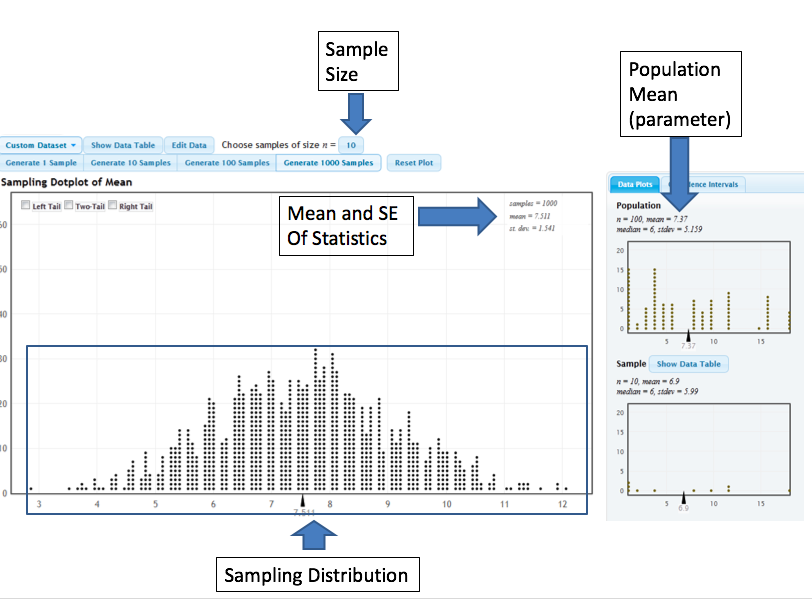 Sample
Size
Population
Mean
(parameter)
Custom Dataset Show Data Table Edit Data Choose samples of size n = 10
Generate 1 Sample Generate 10 Samples Generate 100 Samples Generate 1000 Samples Reset Plot
Sampling Dotplot of Mean
Left Tail Two-Tail Right Tail
Mean and SE
Of Statistics
samples = 1000
mean = 7.511
st. dev. = 1.541
60
50
40
30
20
10
0
3 4 5 6 7 8 9 10 11 12
7.511
Sampling Distribution
Data Plots dence Intervals
Population
n = 100, mean = 7.37
median = 6, stdev = 5.159
20
15
10
5
0
5 10 15
7.37
Sample Show Data Table
n = 10, mean = 6.9
median = 6, stdev = 5.99
20
15
10
5
0
5 10 15
6.9